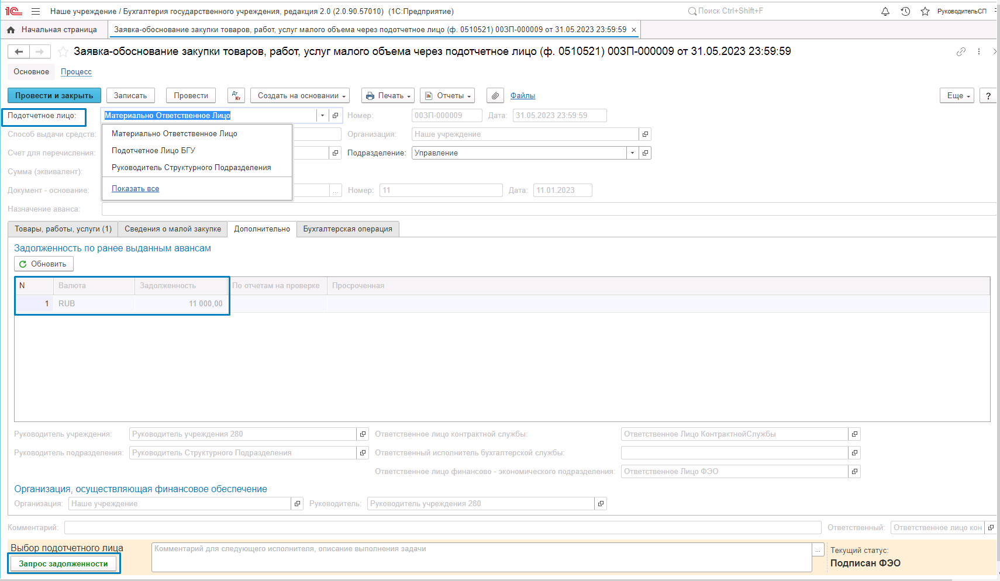 1С Наше учреждение / Бухгалтерия государственного учреждения, редакция 2.0 (2.0.90.57010) (1С:Предприятие) Поиск Ctrl+Shift+F РуководительСП
Начальная страница Заявка-обоснование закупки товаров, работ, услуг малого объема через подотчетное лицо (ф. 0510521) 00ЗП-000009 от 31.05.2023 23:59:59 ×
Заявка-обоснование закупки товаров, работ, услуг малого объема через подотчетное лицо (ф. 0510521) 00ЗП-000009 от 31.05.2023 23:59:59
Основное Процесс
Провести и закрыть Записать Провести Дт Кт Создать на основании Печать Отчеты Файлы Еще ?
Подотчетное лицо: Материально Ответственное Лицо Номер: 00ЗП-000009 Дата: 31.05.2023 23:59:59
Способ выдачи средств: Материально Ответственное Лицо Организация: Наше учреждение
Счет для перечисления: Подотчетное Лицо БГУ Подразделение: Управление
Сумма (эквивалент): Руководитель Структурного Подразделения
Документ - основание: Показать все ... Номер: 11 Дата: 11.01.2023
Назначение аванса:
Товары, работы, услуги (1) Сведения о малой закупке Дополнительно Бухгалтерская операция
Задолженность по ранее выданным авансам
Обновить
N Валюта Задолженность По отчетам на проверке Просроченная
1 RUB 11 000,00
Руководитель учреждения: Руководитель учреждения 280 Ответственное лицо контрактной службы: Ответственное Лицо КонтрактнойСлужбы
Руководитель подразделения: Руководитель Структурного Подразделения Ответственный исполнитель бухгалтерской службы:
Ответственное лицо финансово - экономического подразделения: Ответственное Лицо ФЭО
Организация, осуществляющая финансовое обеспечение
Организация: Наше учреждение Руководитель: Руководитель учреждения 280
Комментарий: Ответственный: Ответственное лицо кон
Выбор подотчетного лица Комментарий для следующего исполнителя, описание выполнения задачи ... Текущий статус:
Запрос задолженности Подписан ФЭО